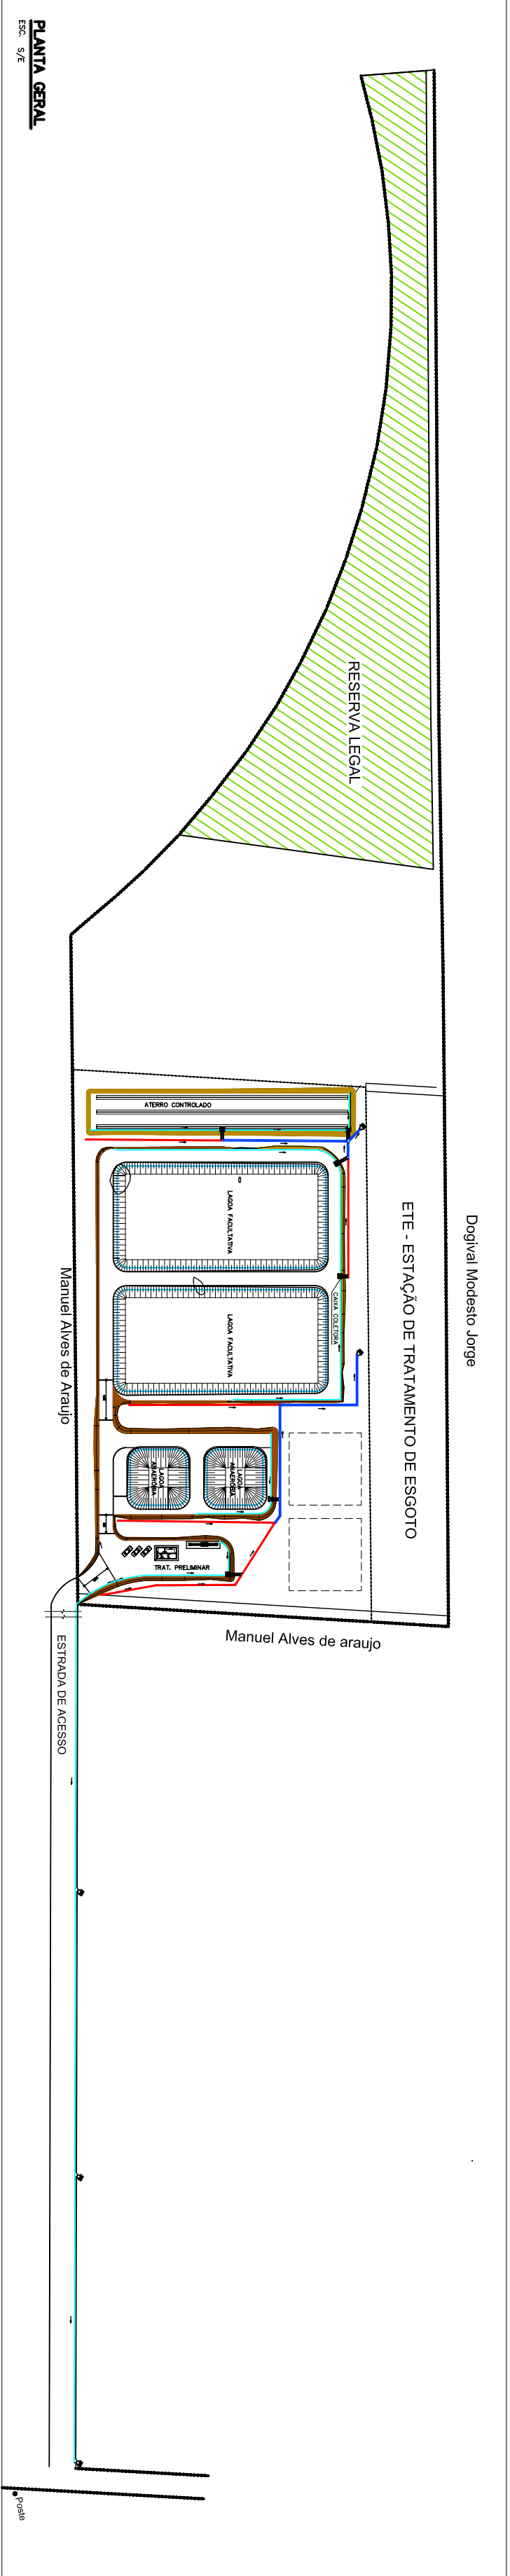 PLANTA GERAL
ESC. S/E
RESERVA LEGAL
ATERRO CONTROLADO
LAGOA FACULTATIVA
LAGOA FACULTATIVA
CAIXA COLETORA
ETE - ESTAÇÃO DE TRATAMENTO DE ESGOTO
Dogival Modesto Jorge
Manuel Alves de Araujo
LAGOA
ANAERÓBIA
LAGOA
ANAERÓBIA
TRAT. PRELIMINAR
Manuel Alves de araujo
ESTRADA DE ACESSO
Poste